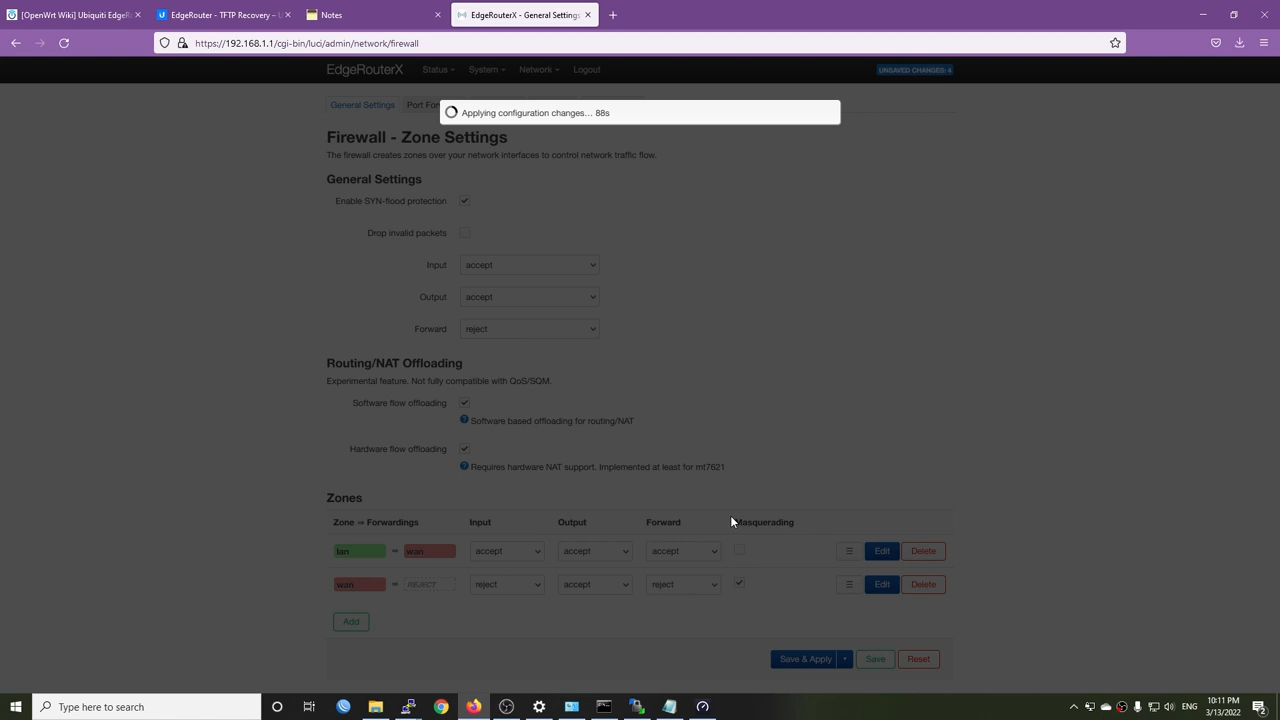 [OpenWrt Wiki] Ubiquiti EdgeRo
EdgeRouter - TFTP Recovery –
Notes
EdgeRouterX - General Settings
https://192.168.1.1/cgi-bin/luci/admin/network/firewall
EdgeRouterX
Status
System
Network
Logout
UNSAVED CHANGES: 4
General Settings
Port For
Applying configuration changes… 88s
Firewall - Zone Settings
The firewall creates zones over your network interfaces to control network traffic flow.
General Settings
Enable SYN-flood protection
Drop invalid packets
Input accept
Output accept
Forward reject
Routing/NAT Offloading
Experimental feature. Not fully compatible with QoS/SQM.
Software flow offloading
Software based offloading for routing/NAT
Hardware flow offloading
Requires hardware NAT support. Implemented at least for mt7621
Zones
Zone ⇒ Forwardings Input Output Forward Masquerading
lan ⇒ wan accept accept accept Edit Delete
wan ⇒ REJECT reject accept reject Edit Delete
Add
Save & Apply Save Reset
Type here to search
ENG
10:11 PM
3/13/2022
2